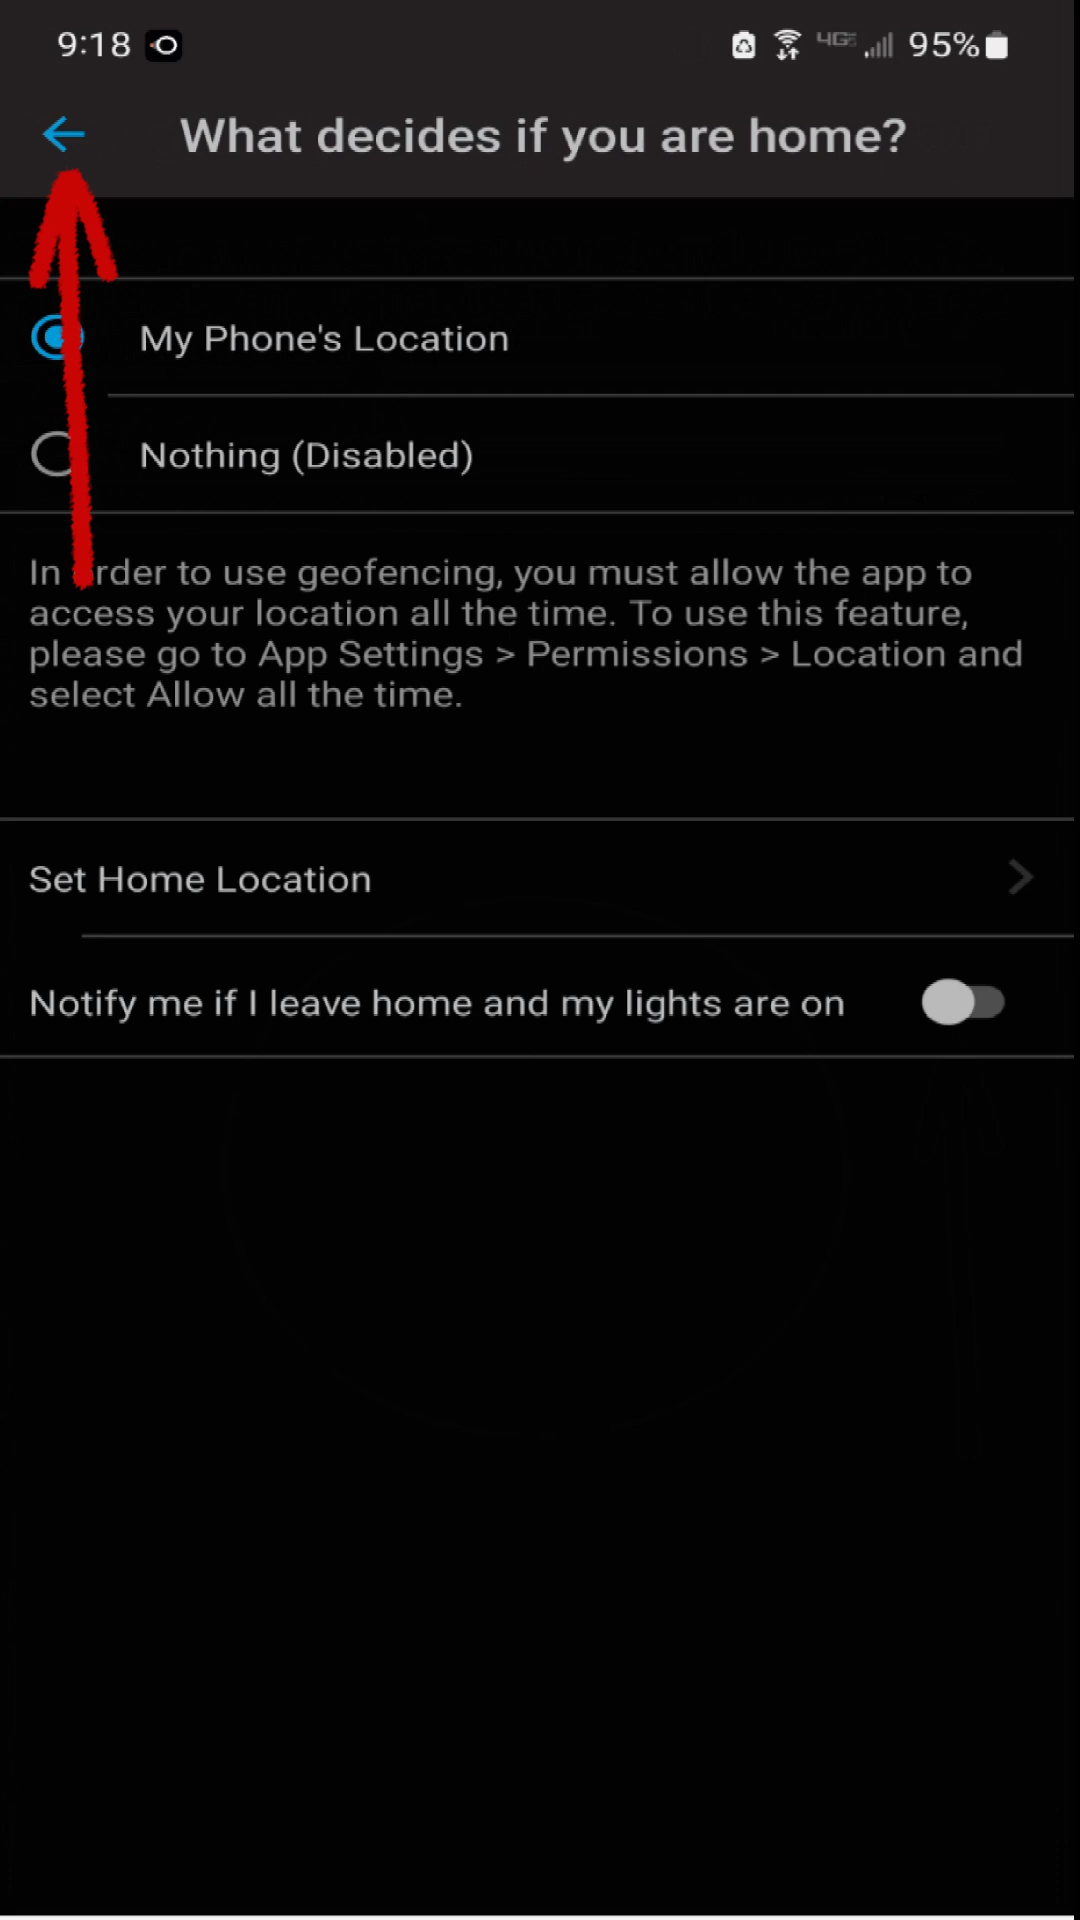 9:18 4G 95%
What decides if you are home?
My Phone's Location
Nothing (Disabled)
In order to use geofencing, you must allow the app to
access your location all the time. To use this feature,
please go to App Settings > Permissions > Location and
select Allow all the time.
Set Home Location
Notify me if I leave home and my lights are on